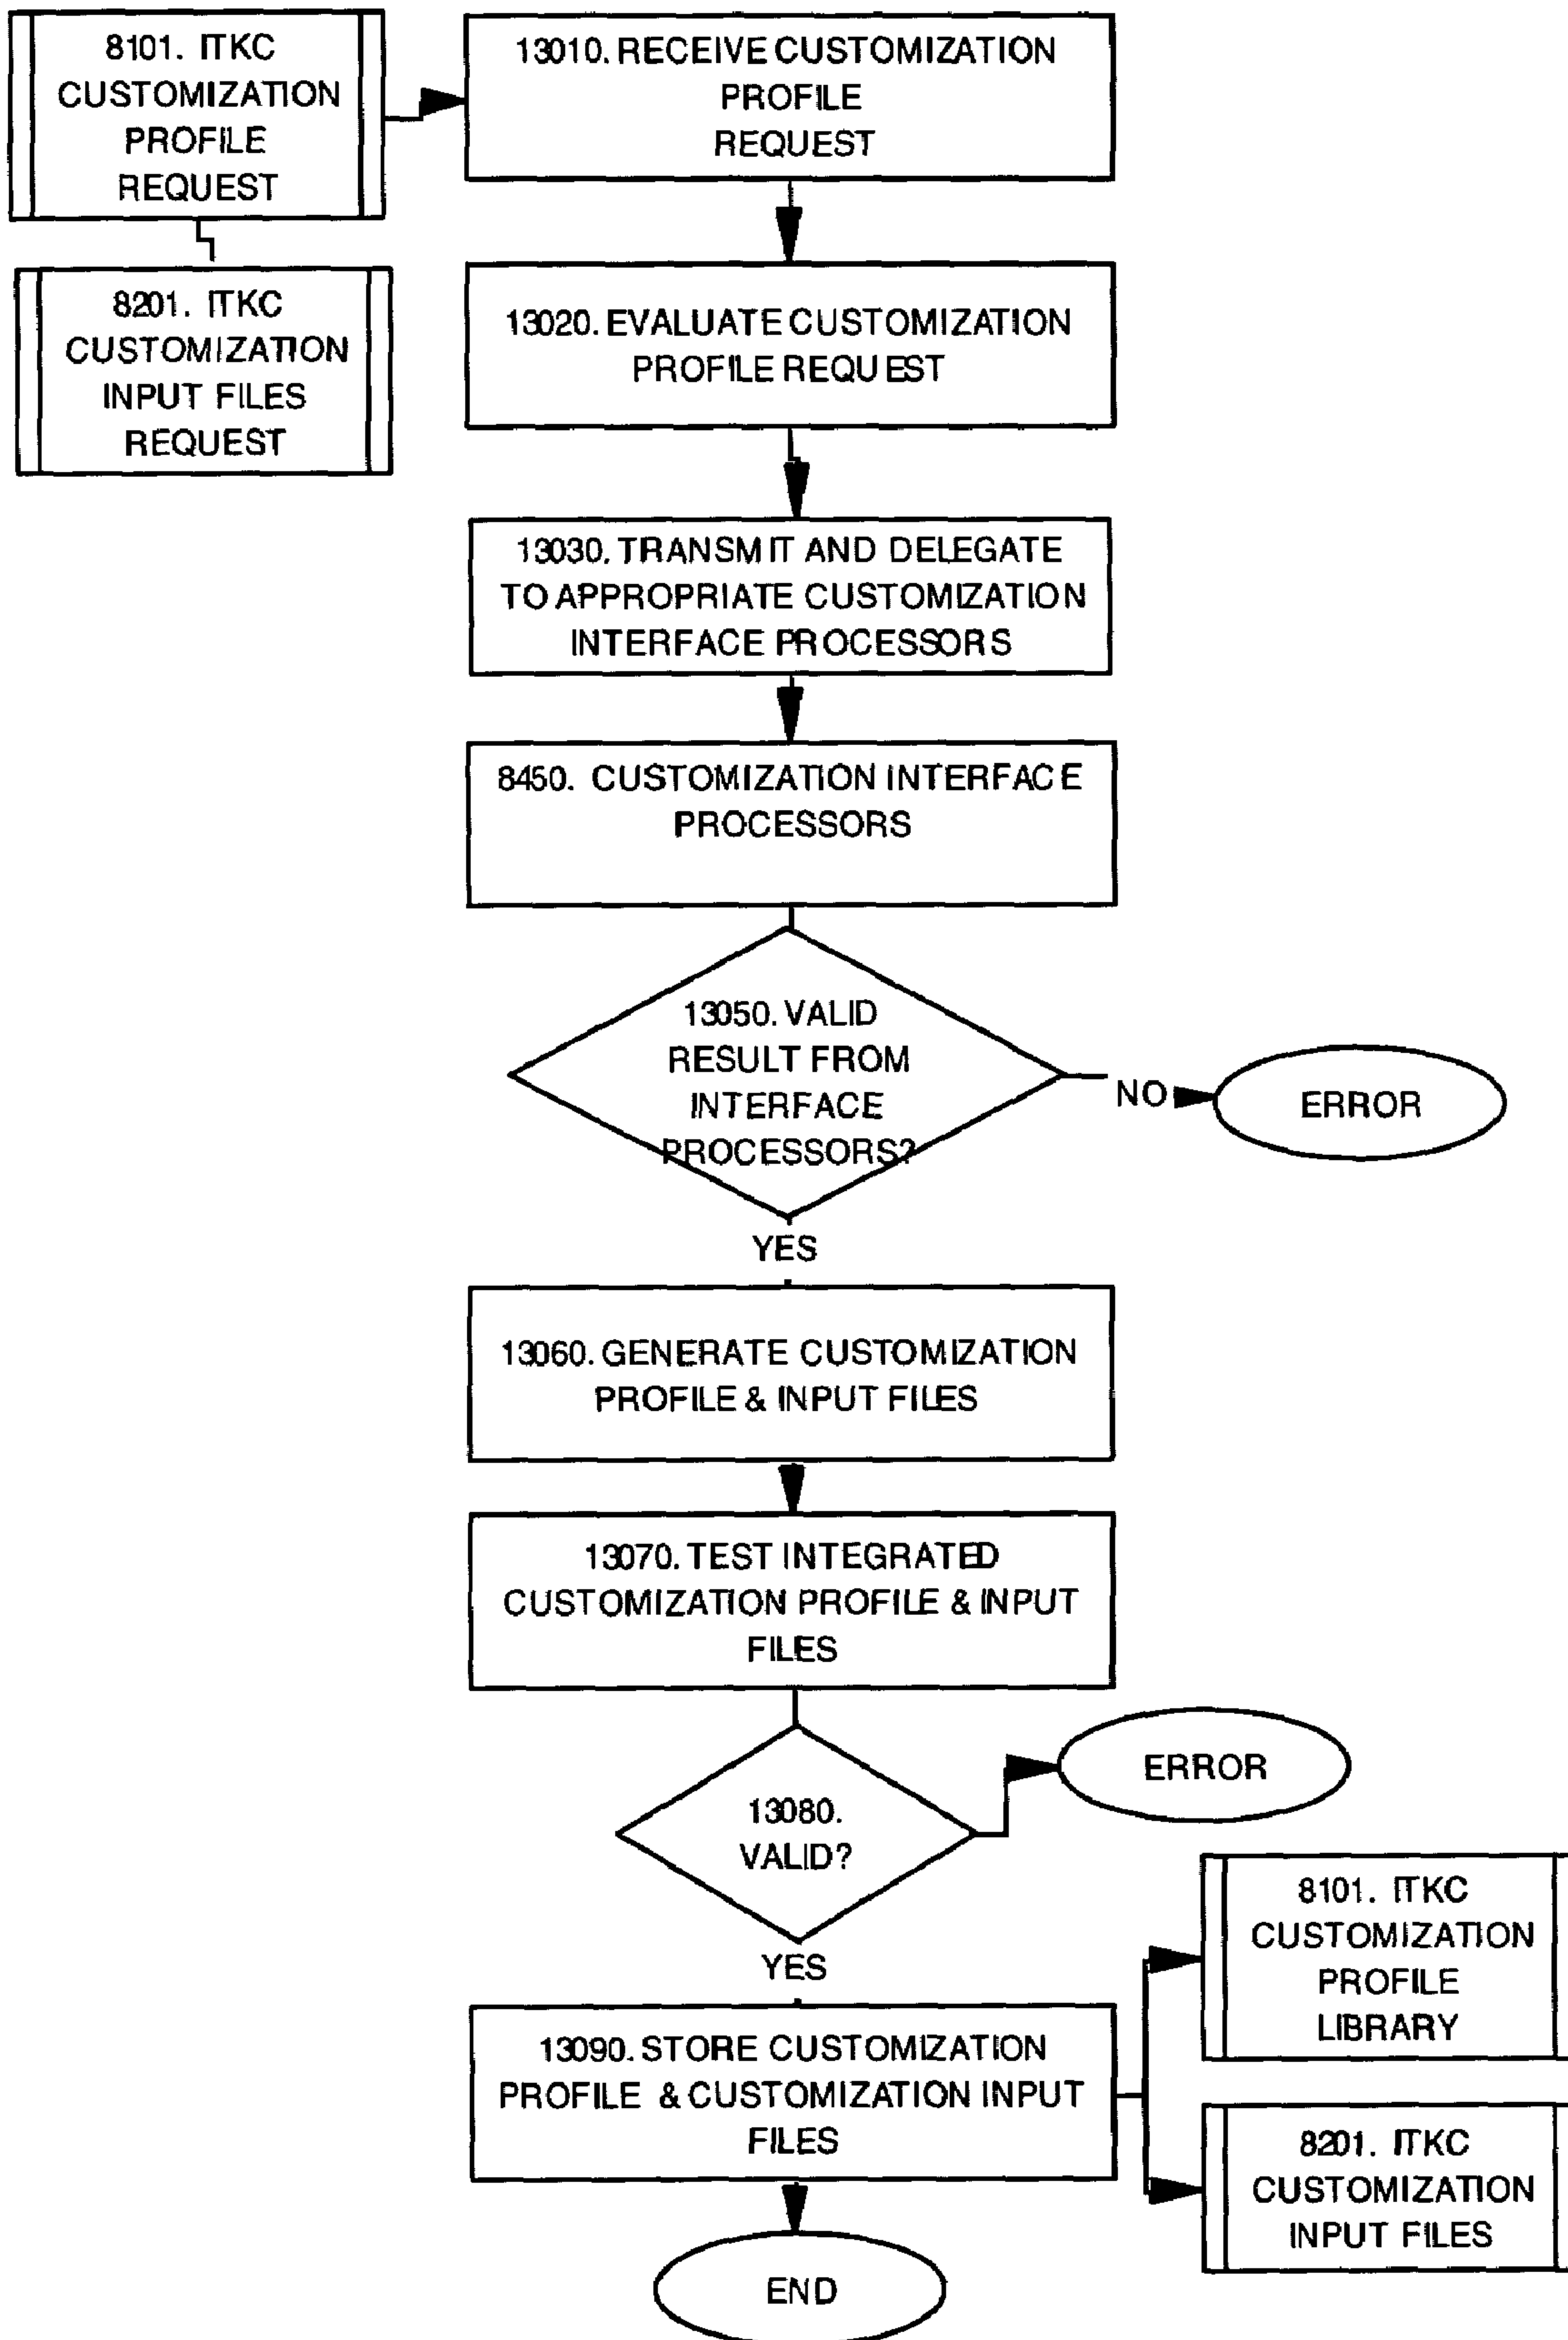 8101. ITKC
CUSTOMIZATION
PROFILE
REQUEST
13010. RECEIVE CUSTOMIZATION
PROFILE
REQUEST
8201. ITKC
CUSTOMIZATION
INPUT FILES
REQUEST
13020. EVALUATE CUSTOMIZATION
PROFILE REQUEST
13030. TRANSMIT AND DELEGATE
TO APPROPRIATE CUSTOMIZATION
INTERFACE PROCESSORS
8450. CUSTOMIZATION INTERFACE
PROCESSORS
13050. VALID
RESULT FROM
INTERFACE
PROCESSORS?
NO
ERROR
YES
13060. GENERATE CUSTOMIZATION
PROFILE & INPUT FILES
13070. TEST INTEGRATED
CUSTOMIZATION PROFILE & INPUT
FILES
13080.
VALID?
ERROR
YES
13090. STORE CUSTOMIZATION
PROFILE & CUSTOMIZATION INPUT
FILES
8101. ITKC
CUSTOMIZATION
PROFILE
LIBRARY
8201. ITKC
CUSTOMIZATION
INPUT FILES
END